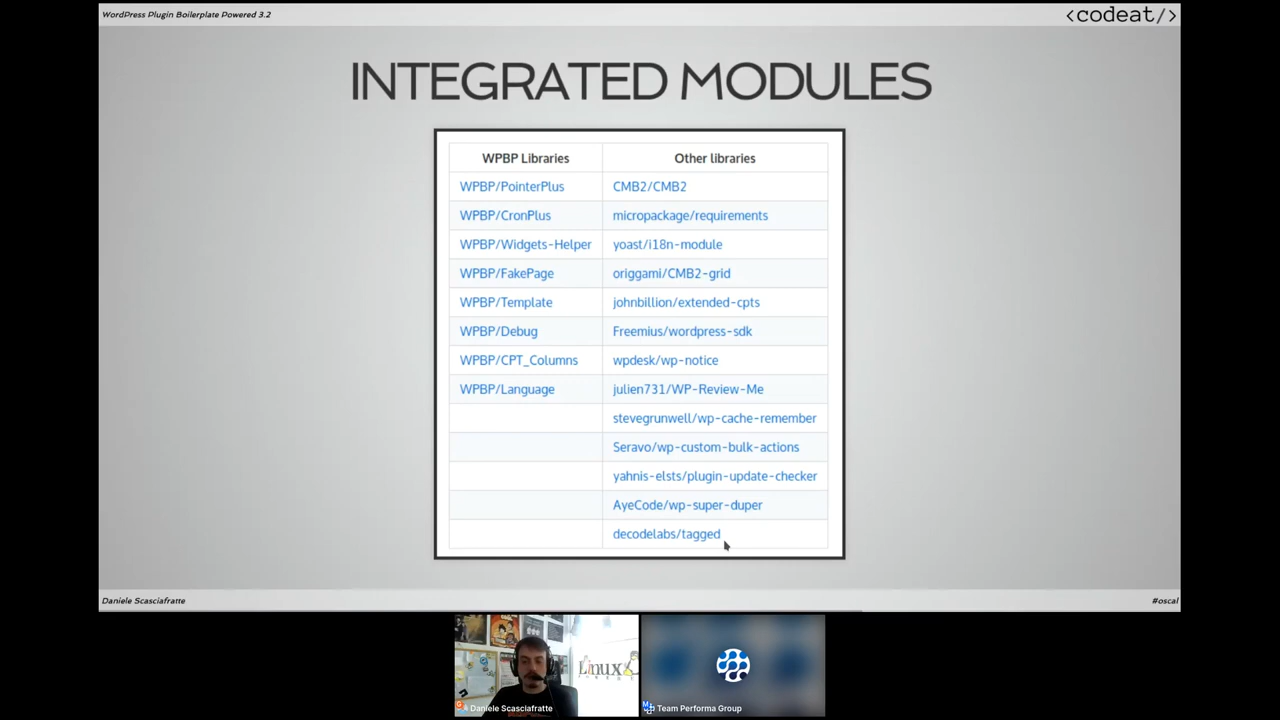 WordPress Plugin Boilerplate Powered 3.2
<codeat/>
INTEGRATED MODULES
WPBP Libraries Other libraries
WPBP/PointerPlus CMB2/CMB2
WPBP/CronPlus micropackage/requirements
WPBP/Widgets-Helper yoast/i18n-module
WPBP/FakePage origgami/CMB2-grid
WPBP/Template johnbillion/extended-cpts
WPBP/Debug Freemius/wordpress-sdk
WPBP/CPT_Columns wpdesk/wp-notice
WPBP/Language julien731/WP-Review-Me
stevegrunwell/wp-cache-remember
Seravo/wp-custom-bulk-actions
yahnis-elsts/plugin-update-checker
AyeCode/wp-super-duper
decodelabs/tagged
Daniele Scasciafratte #oscal
Linux
Daniele Scasciafratte
Team Performa Group